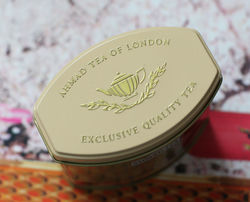 AHMAD TEA OF LONDON
EXCLUSIVE QUALITY TEA